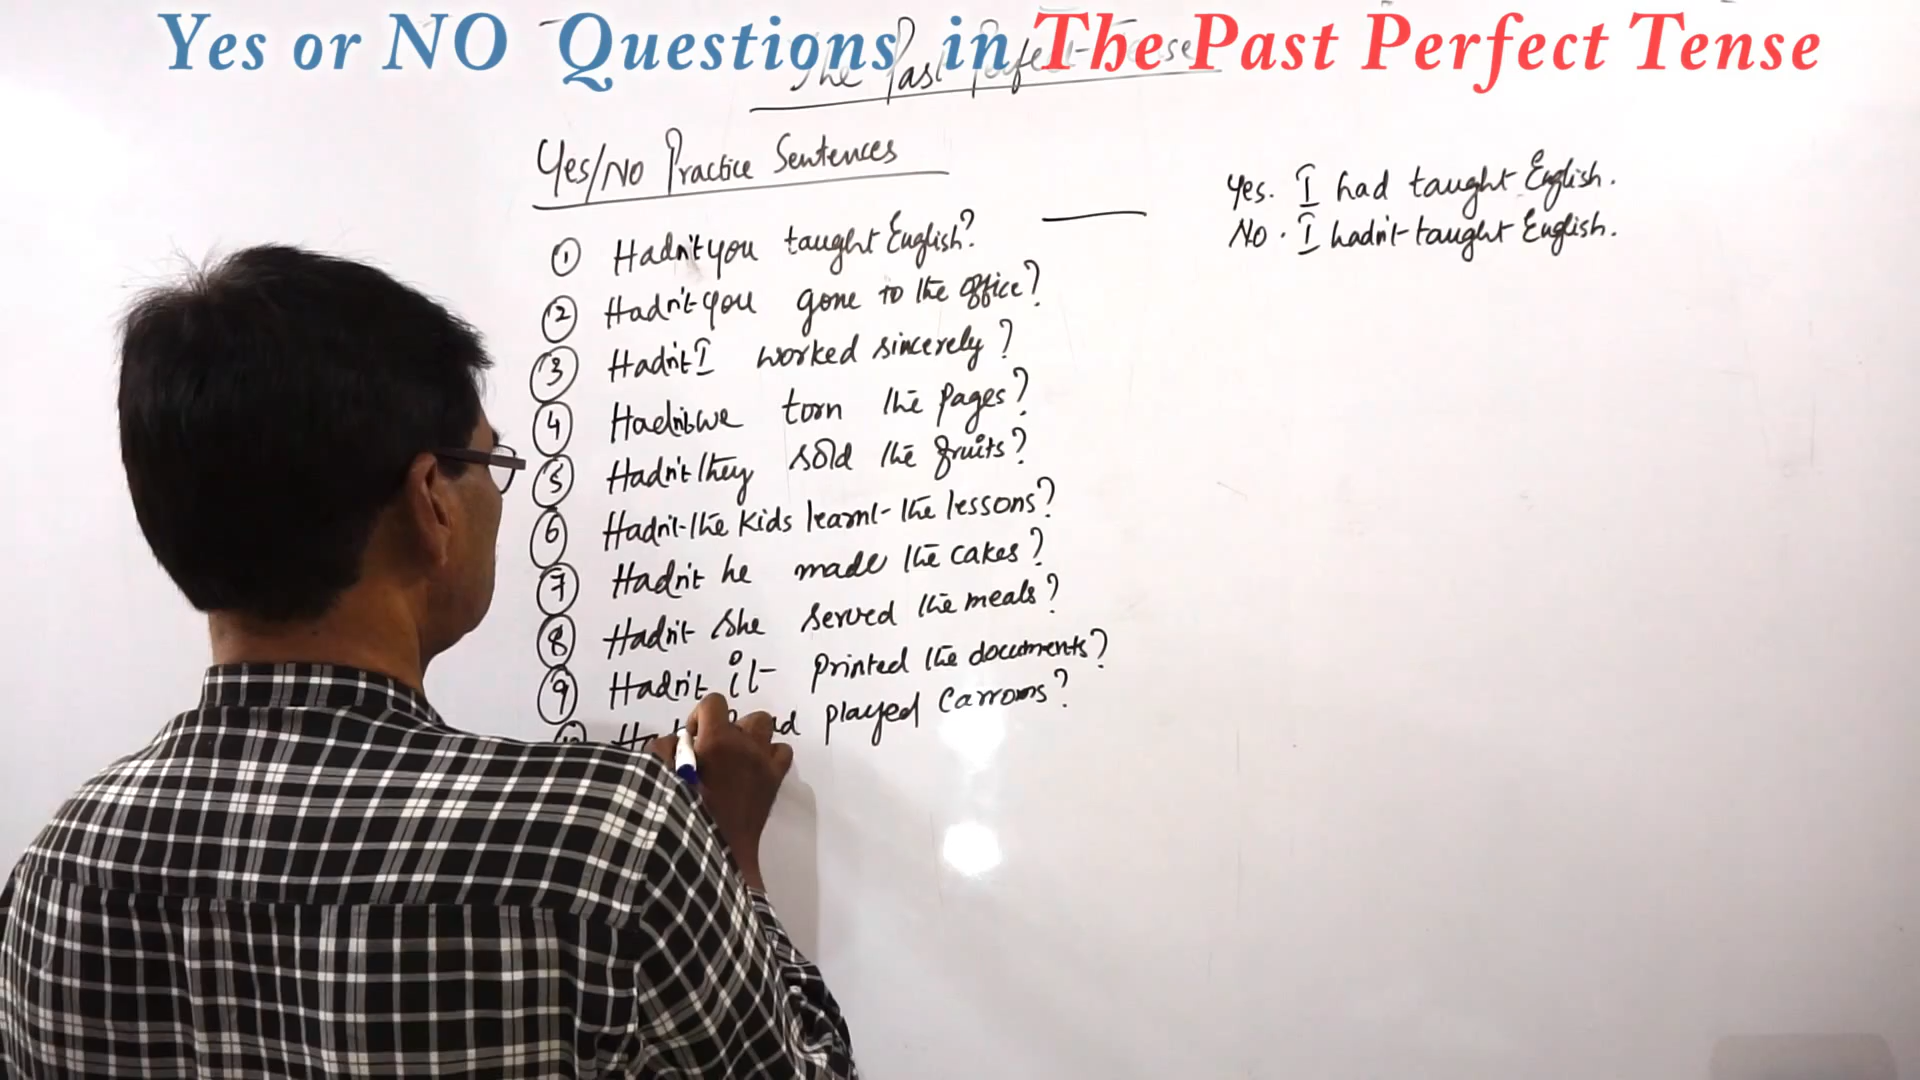 Yes or NO Questions in The Past Perfect Tense
The Past Perfect Tense
Yes/No Practice Sentences
① Hadn't you taught English?
② Hadn't you gone to the office?
③ Hadn't I worked sincerely?
④ Hadn't we torn the pages?
⑤ Hadn't they sold the fruits?
⑥ Hadn't the kids learnt the lessons?
⑦ Hadn't he made the cakes?
⑧ Hadn't she served the meals?
⑨ Hadn't it printed the documents?
played Carroms?
Yes. I had taught English.
No. I hadn't taught English.